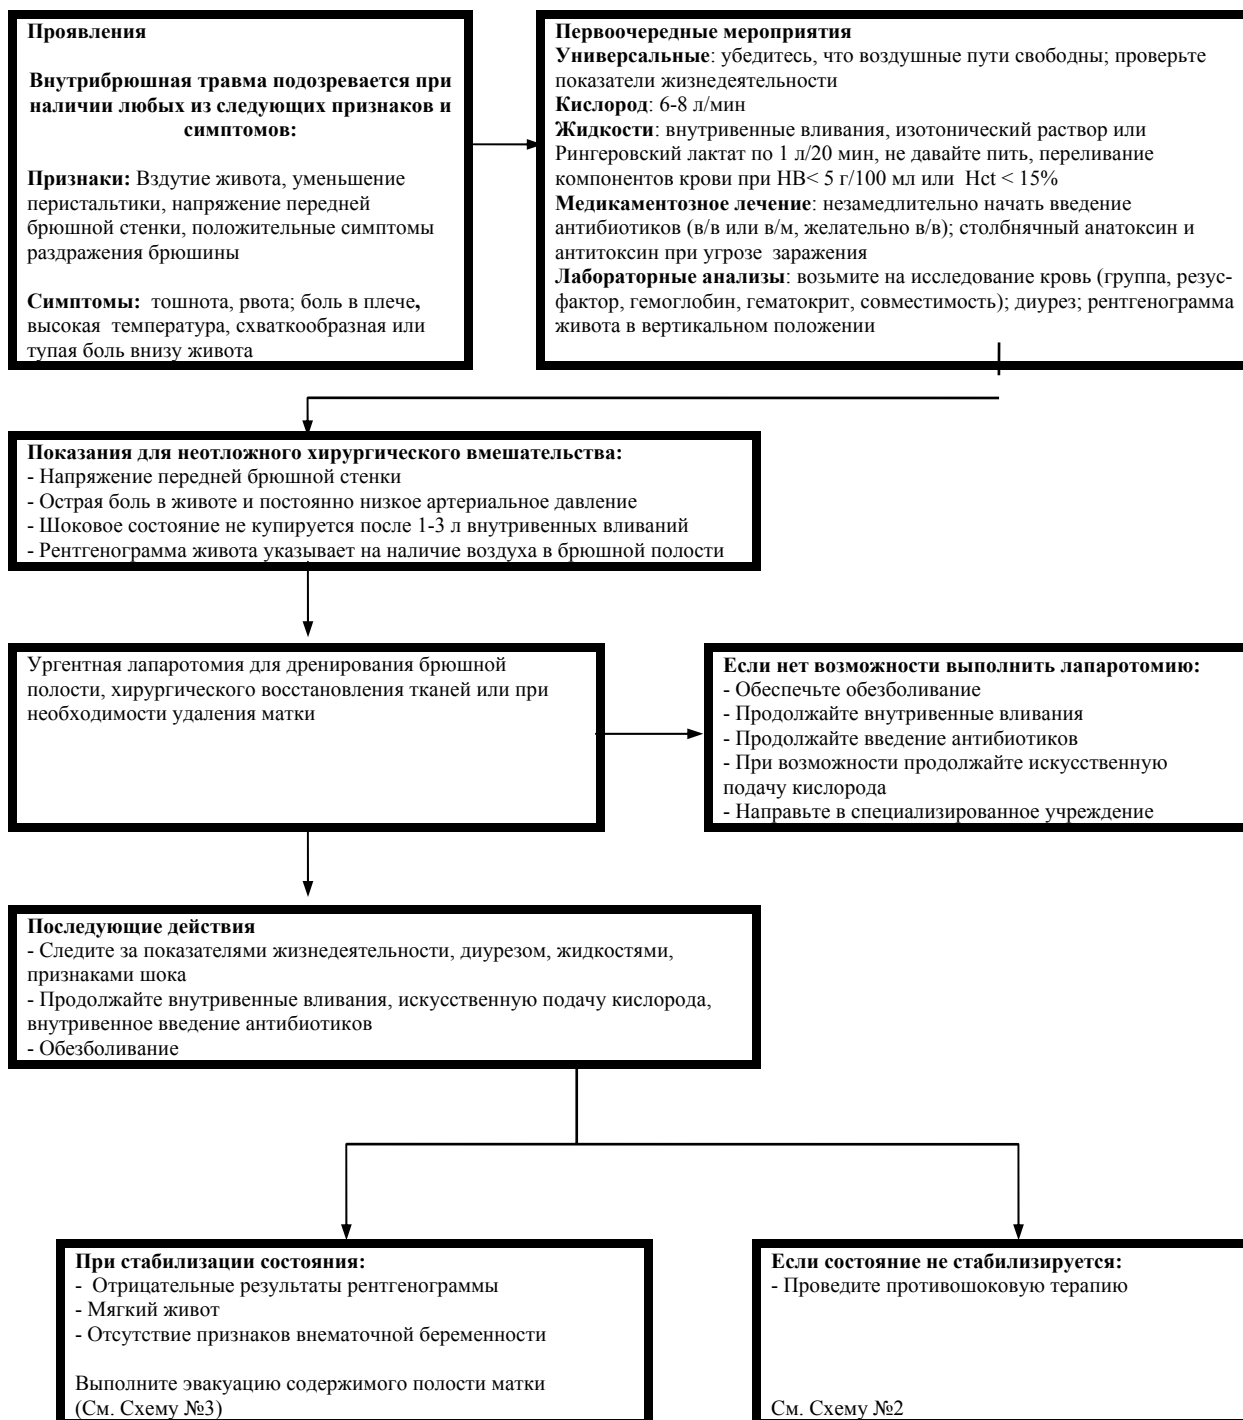 Проявления
Внутрибрюшная травма подозревается при
наличии любых из следующих признаков и
симптомов:
Признаки: Вздутие живота, уменьшение
перистальтики, напряжение передней
брюшной стенки, положительные симптомы
раздражения брюшины
Симптомы: тошнота, рвота; боль в плече,
высокая температура, схваткообразная или
тупая боль внизу живота
Первоочередные мероприятия
Универсальные: убедитесь, что воздушные пути свободны; проверьте
показатели жизнедеятельности
Кислород: 6-8 л/мин
Жидкости: внутривенные вливания, изотонический раствор или
Рингеровский лактат по 1 л/20 мин, не давайте пить, переливание
компонентов крови при НВ< 5 г/100 мл или Hct < 15%
Медикаментозное лечение: незамедлительно начать введение
антибиотиков (в/в или в/м, желательно в/в); столбнячный анатоксин и
антитоксин при угрозе заражения
Лабораторные анализы: возьмите на исследование кровь (группа, резус-
фактор, гемоглобин, гематокрит, совместимость); диурез; рентгенограмма
живота в вертикальном положении
Показания для неотложного хирургического вмешательства:
- Напряжение передней брюшной стенки
- Острая боль в животе и постоянно низкое артериальное давление
- Шоковое состояние не купируется после 1-3 л внутривенных вливаний
- Рентгенограмма живота указывает на наличие воздуха в брюшной полости
Ургентная лапаротомия для дренирования брюшной
полости, хирургического восстановления тканей или при
необходимости удаления матки
Если нет возможности выполнить лапаротомию:
- Обеспечьте обезболивание
- Продолжайте внутривенные вливания
- Продолжайте введение антибиотиков
- При возможности продолжайте искусственную
подачу кислорода
- Направьте в специализированное учреждение
Последующие действия
- Следите за показателями жизнедеятельности, диурезом, жидкостями,
признаками шока
- Продолжайте внутривенные вливания, искусственную подачу кислорода,
внутривенное введение антибиотиков
- Обезболивание
При стабилизации состояния:
- Отрицательные результаты рентгенограммы
- Мягкий живот
- Отсутствие признаков внематочной беременности
Выполните эвакуацию содержимого полости матки
(См. Схему №3)
Если состояние не стабилизируется:
- Проведите противошоковую терапию
См. Схему №2